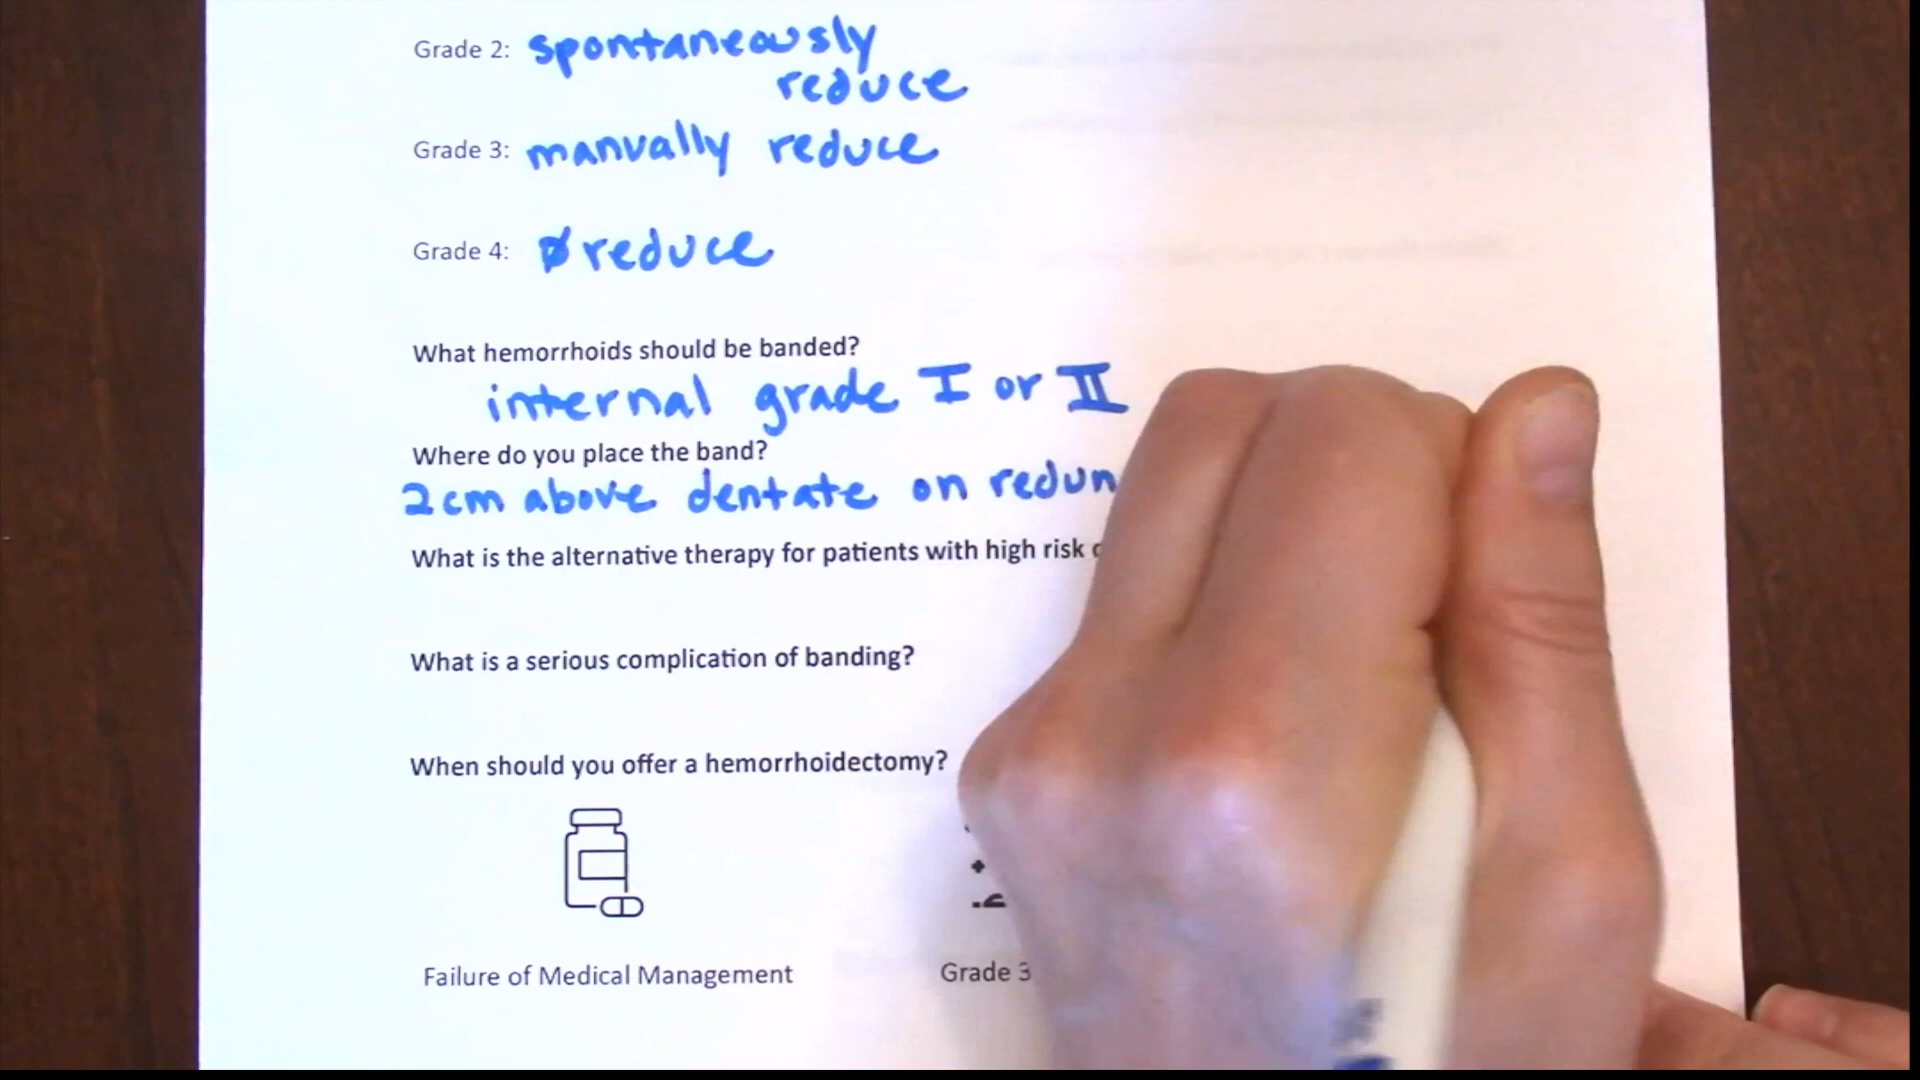 Grade 2: spontaneously
reduce
Grade 3: manually reduce
Grade 4: Ø reduce
What hemorrhoids should be banded?
internal grade I or II
Where do you place the band?
2cm above dentate on redun
What is the alternative therapy for patients with high risk
What is a serious complication of banding?
When should you offer a hemorrhoidectomy?
Failure of Medical Management
Grade 3